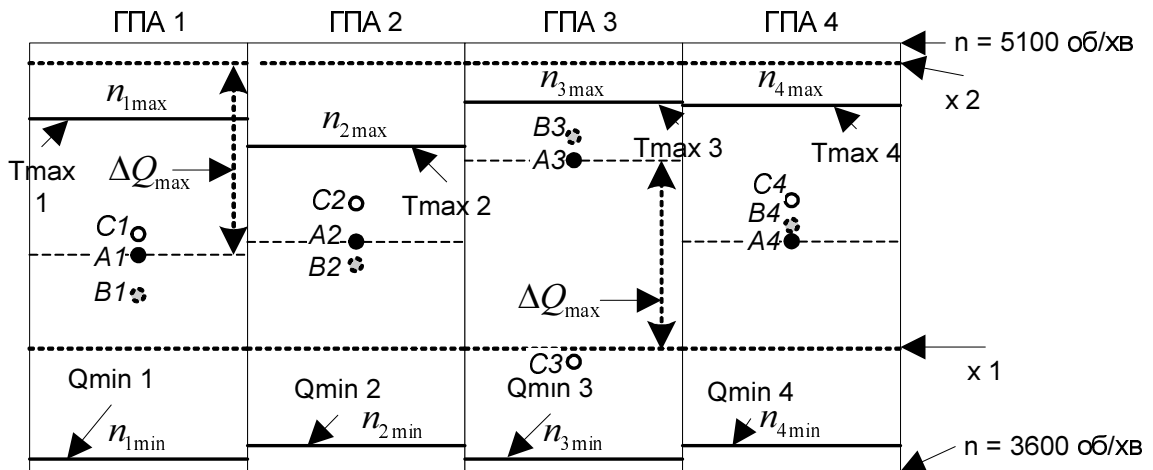 ГПА 1 ГПА 2 ГПА 3 ГПА 4
n = 5100 об/хв
x 2
n1max
n2max
n3max
n4max
Tmax 1
Tmax 2
Tmax 3
Tmax 4
ΔQmax
C1
A1
B1
C2
A2
B2
B3
A3
C3
C4
B4
A4
ΔQmax
x 1
Qmin 1
Qmin 2
Qmin 3
Qmin 4
n1min
n2min
n3min
n4min
n = 3600 об/хв